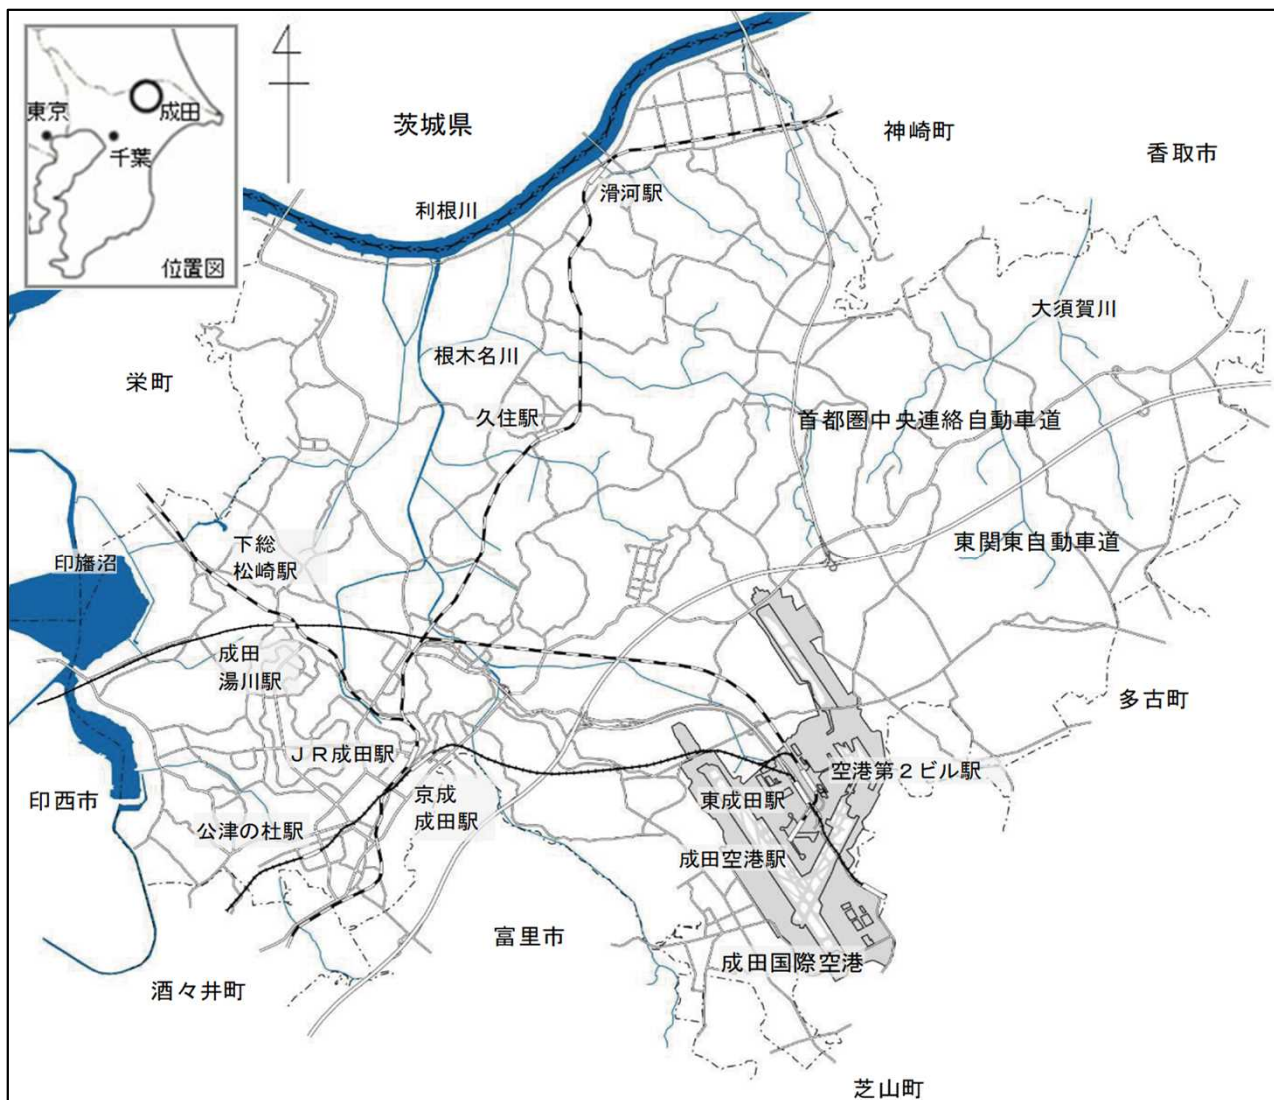 東京
成田
千葉
位置図
茨城県
神崎町
香取市
滑河駅
利根川
大須賀川
根木名川
栄町
久住駅
首都圏中央連絡自動車道
東関東自動車道
下総
松崎駅
印旛沼
成田
湯川駅
多古町
JR成田駅
空港第2ビル駅
印西市
京成
成田駅
東成田駅
公津の杜駅
成田空港駅
富里市
成田国際空港
酒々井町
芝山町